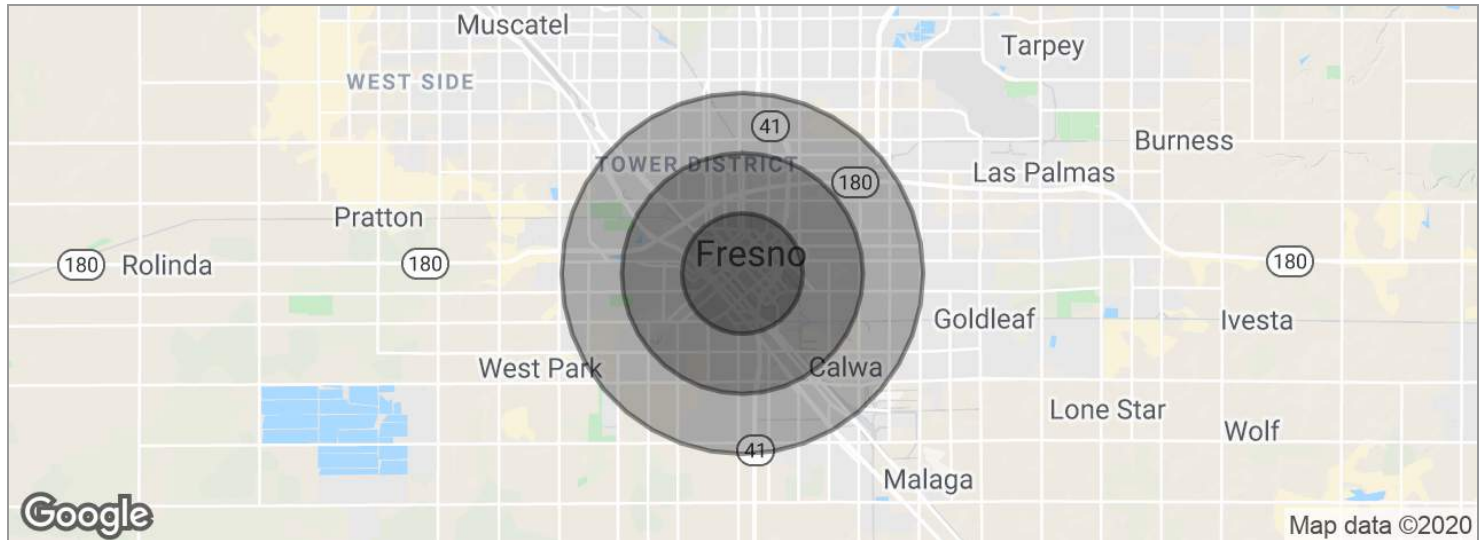 Muscatel
Tarpey
WEST SIDE
41
Burness
TOWER DISTRICT
Las Palmas
180
Pratton
Fresno
180
Rolinda
180
180
Goldleaf
Ivesta
West Park
Calwa
Lone Star
Wolf
41
Malaga
Google
Map data ©2020